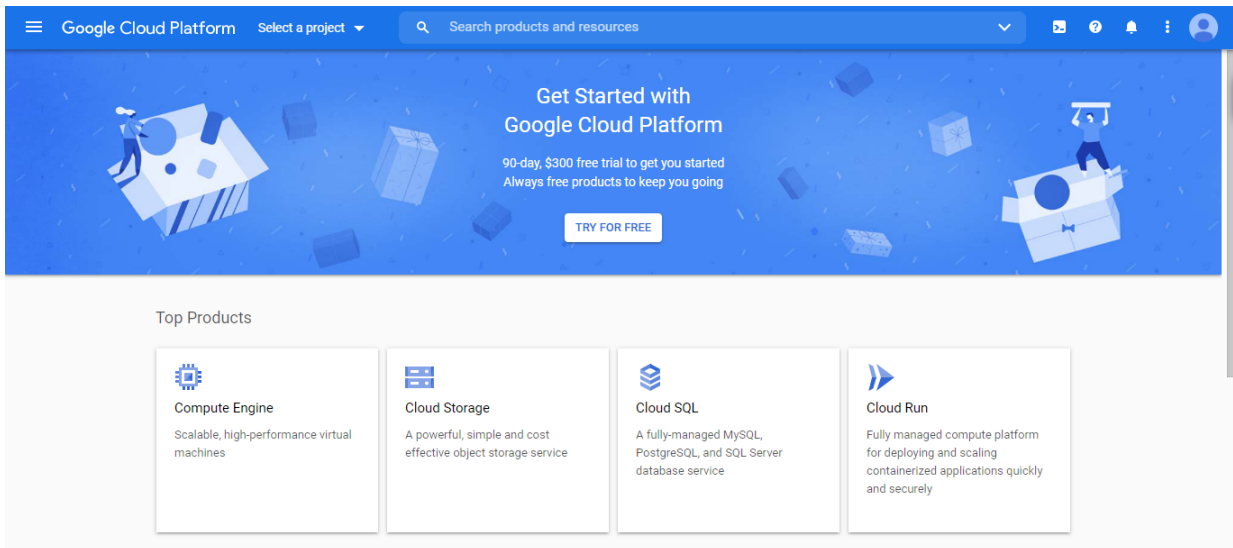 Google Cloud Platform Select a project Search products and resources
Get Started with
Google Cloud Platform
90-day, $300 free trial to get you started
Always free products to keep you going
TRY FOR FREE
Top Products
Compute Engine
Scalable, high-performance virtual
machines
Cloud Storage
A powerful, simple and cost
effective object storage service
Cloud SQL
A fully-managed MySQL,
PostgreSQL, and SQL Server
database service
Cloud Run
Fully managed compute platform
for deploying and scaling
containerized applications quickly
and securely